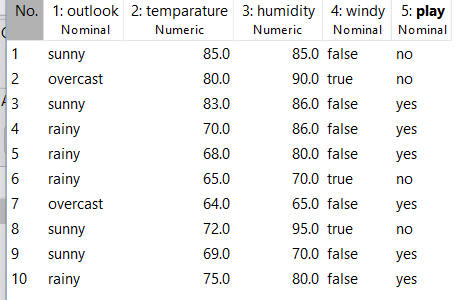 No. 1: outlook 2: temparature 3: humidity 4: windy 5: play
Nominal Numeric Numeric Nominal Nominal
1 sunny 85.0 85.0 false no
2 overcast 80.0 90.0 true no
3 sunny 83.0 86.0 false yes
4 rainy 70.0 86.0 false yes
5 rainy 68.0 80.0 false yes
6 rainy 65.0 70.0 true no
7 overcast 64.0 65.0 false yes
8 sunny 72.0 95.0 true no
9 sunny 69.0 70.0 false yes
10 rainy 75.0 80.0 false yes